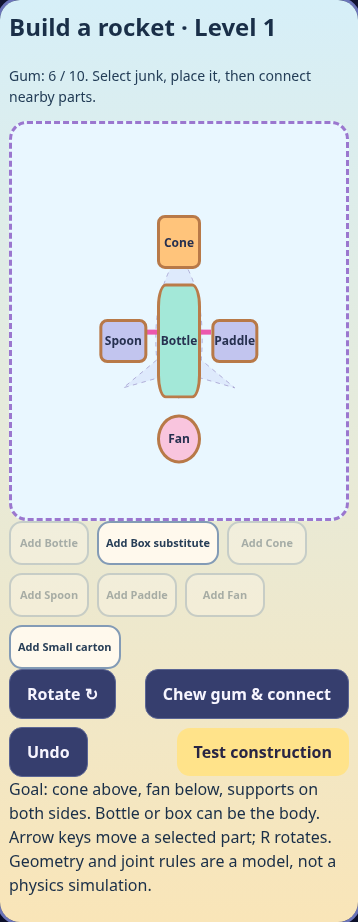 Build a rocket · Level 1
Gum: 6 / 10. Select junk, place it, then connect
nearby parts.
Cone
Spoon
Bottle
Paddle
Fan
Add Bottle
Add Box substitute
Add Cone
Add Spoon
Add Paddle
Add Fan
Add Small carton
Rotate ↻
Chew gum & connect
Undo
Test construction
Goal: cone above, fan below, supports on
both sides. Bottle or box can be the body.
Arrow keys move a selected part; R rotates.
Geometry and joint rules are a model, not a
physics simulation.